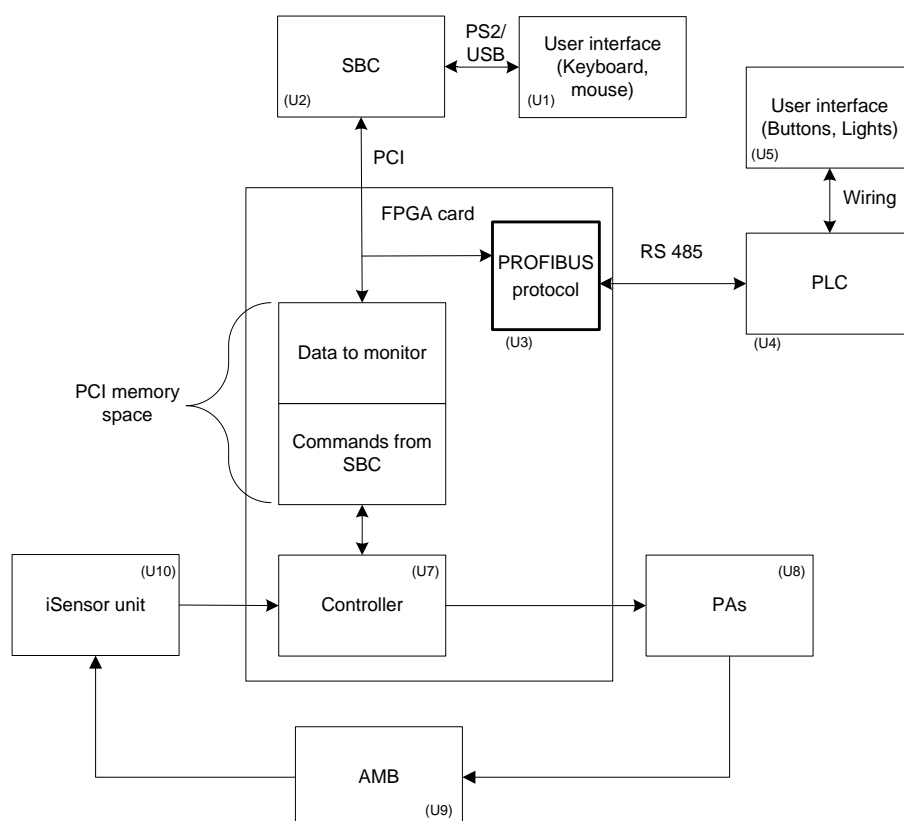 PS2/
USB
SBC
(U2)
User interface
(Keyboard,
mouse)
(U1)
User interface
(Buttons, Lights)
(U5)
PCI
Wiring
FPGA card
PROFIBUS
protocol
(U3)
RS 485
PLC
(U4)
Data to monitor
PCI memory
space
Commands from
SBC
(U10)
iSensor unit
(U7)
Controller
(U8)
PAs
AMB
(U9)